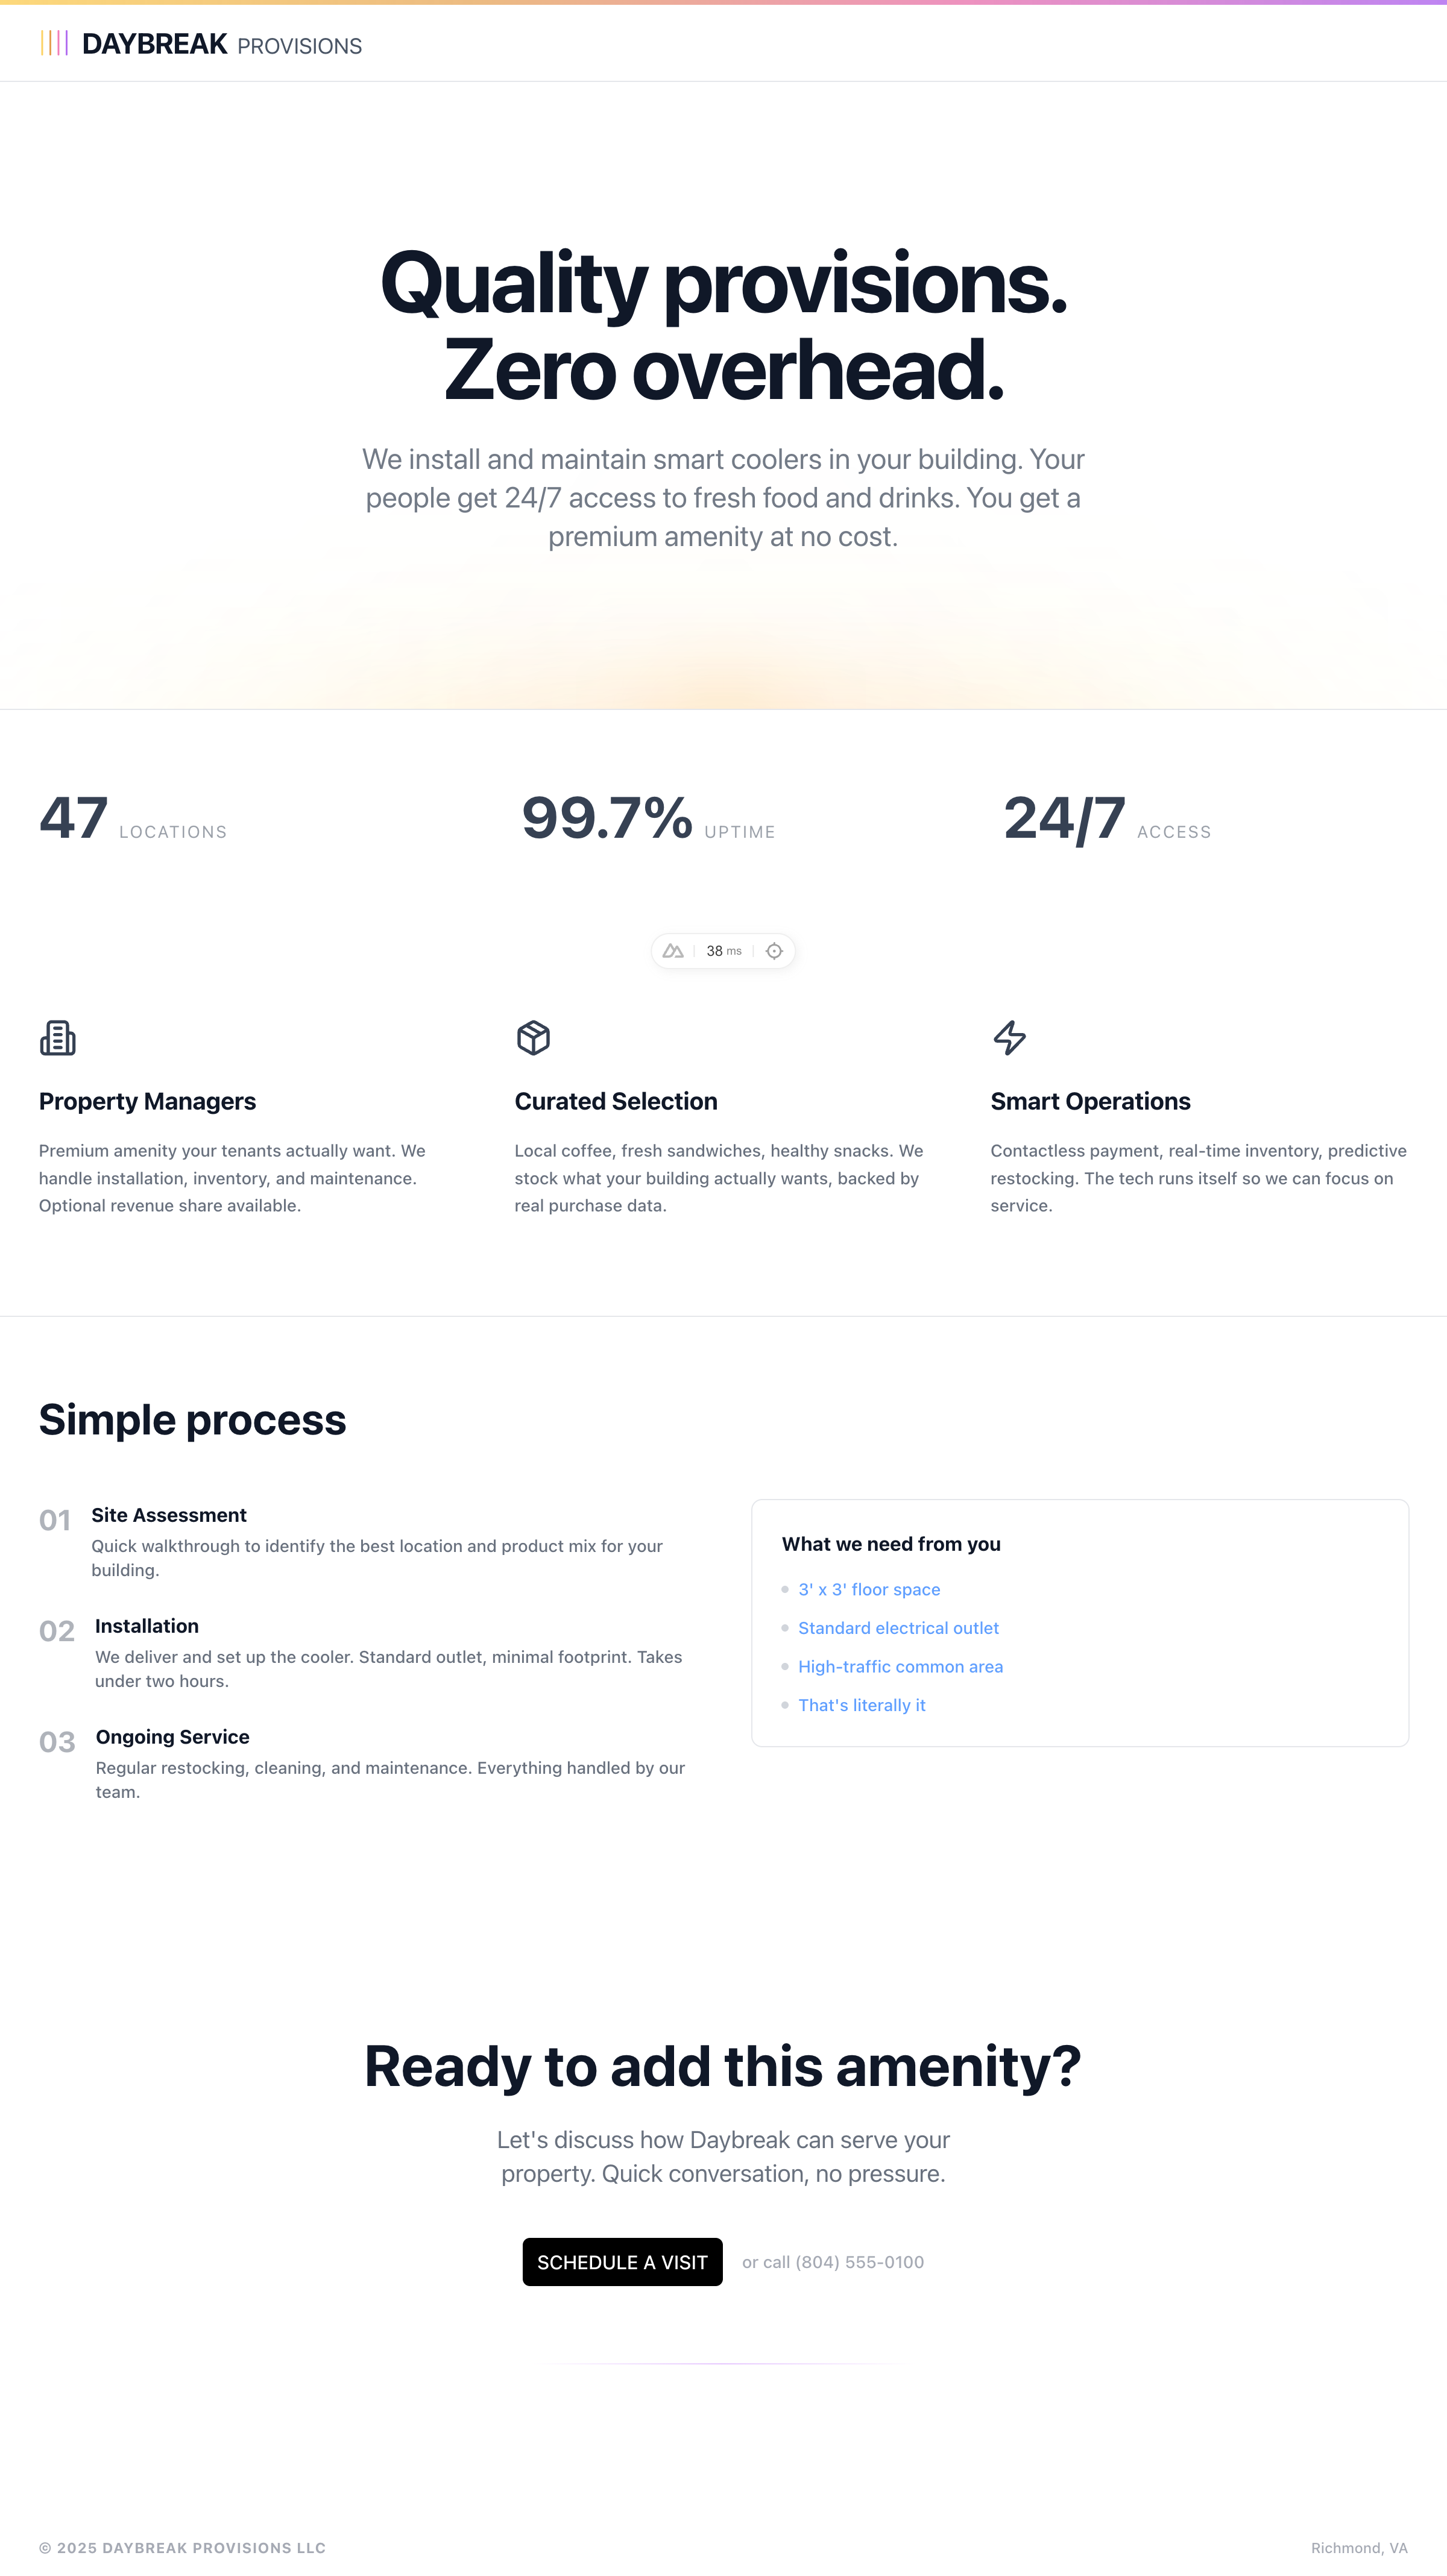 DAYBREAK PROVISIONS
Quality provisions.
Zero overhead.
We install and maintain smart coolers in your building. Your
people get 24/7 access to fresh food and drinks. You get a
premium amenity at no cost.
47 LOCATIONS
99.7% UPTIME
24/7 ACCESS
38 ms
Property Managers
Premium amenity your tenants actually want. We
handle installation, inventory, and maintenance.
Optional revenue share available.
Curated Selection
Local coffee, fresh sandwiches, healthy snacks. We
stock what your building actually wants, backed by
real purchase data.
Smart Operations
Contactless payment, real-time inventory, predictive
restocking. The tech runs itself so we can focus on
service.
Simple process
01 Site Assessment
Quick walkthrough to identify the best location and product mix for your
building.
02 Installation
We deliver and set up the cooler. Standard outlet, minimal footprint. Takes
under two hours.
03 Ongoing Service
Regular restocking, cleaning, and maintenance. Everything handled by our
team.
What we need from you
3' x 3' floor space
Standard electrical outlet
High-traffic common area
That's literally it
Ready to add this amenity?
Let's discuss how Daybreak can serve your
property. Quick conversation, no pressure.
SCHEDULE A VISIT
or call (804) 555-0100
© 2025 DAYBREAK PROVISIONS LLC
Richmond, VA